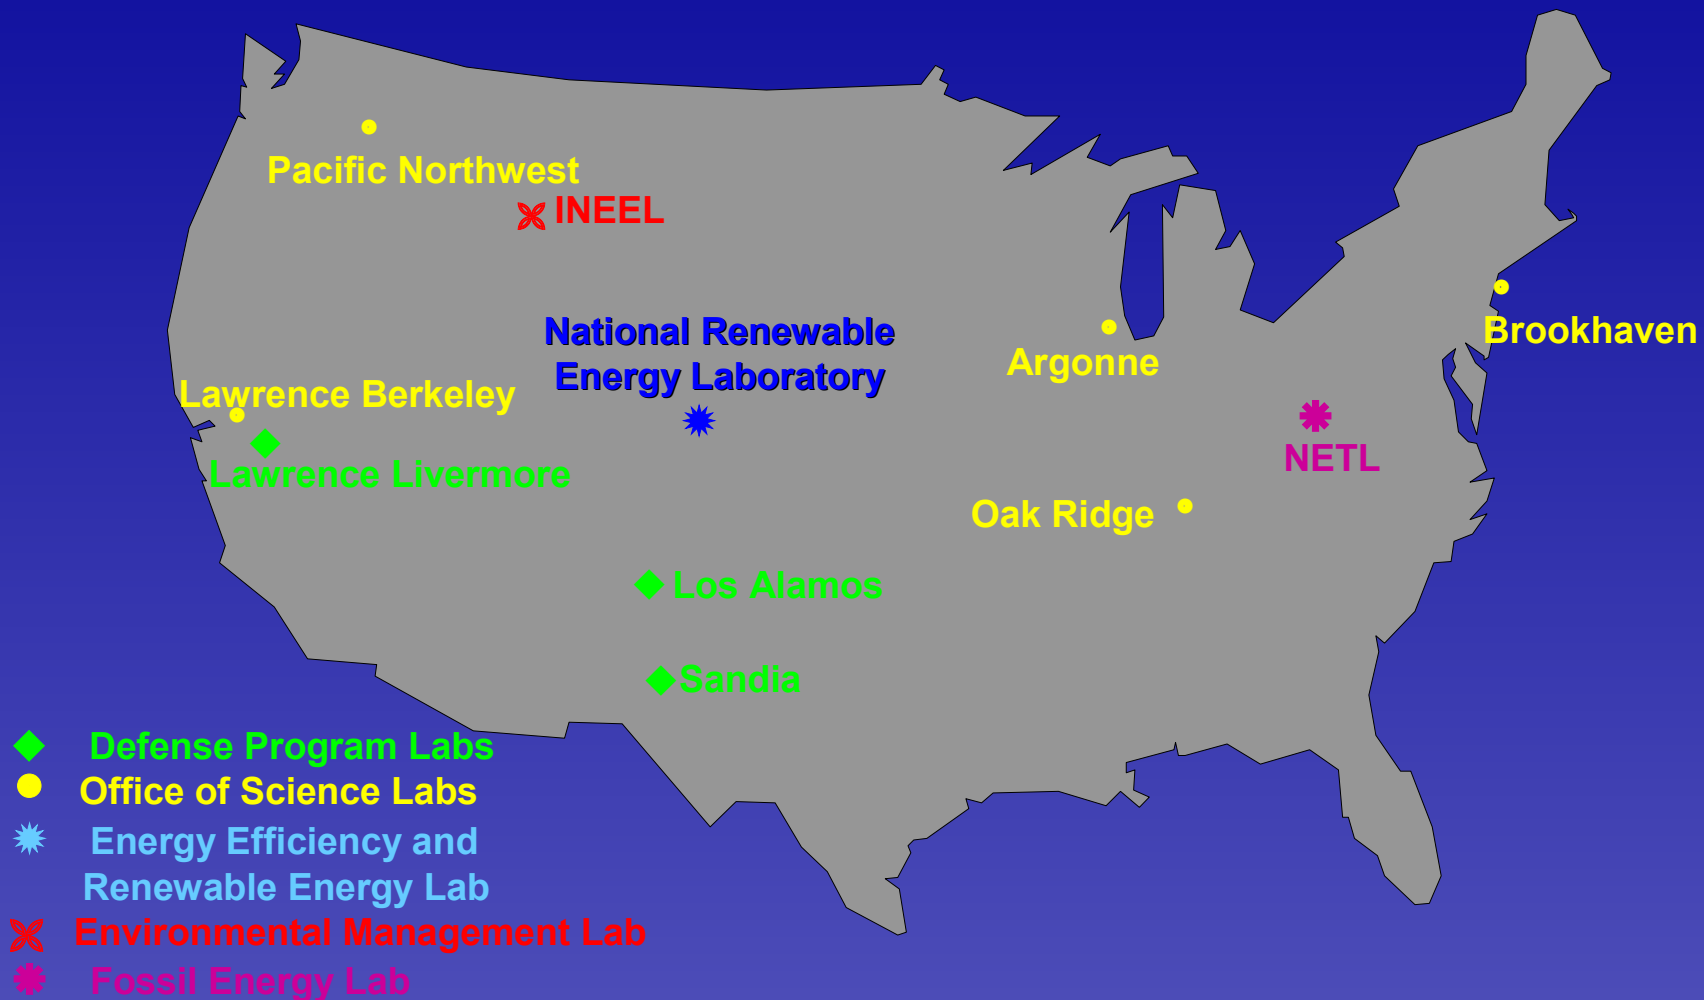 Pacific Northwest
INEEL
National Renewable
Energy Laboratory
Brookhaven
Argonne
Lawrence Berkeley
Lawrence Livermore
NETL
Oak Ridge
Los Alamos
Sandia
Defense Program Labs
Office of Science Labs
Energy Efficiency and
Renewable Energy Lab
Environmental Management Lab
Fossil Energy Lab